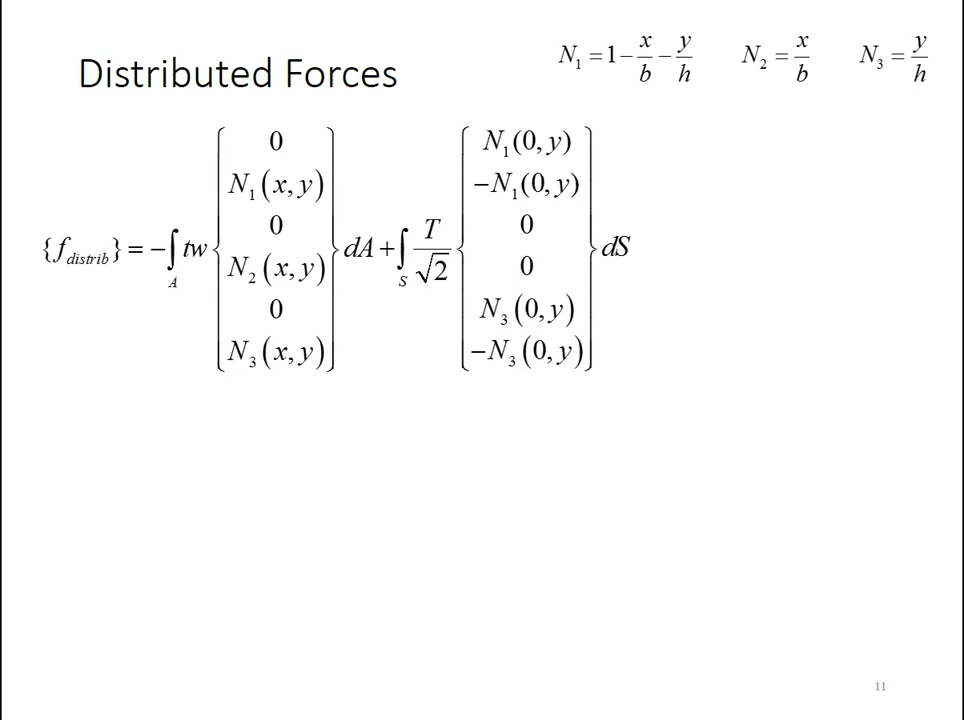 Distributed Forces
N₁ = 1 − x/b − y/h N₂ = x/b N₃ = y/h
{f_distrib} = −∫_A tw { 0, N₁(x, y), 0, N₂(x, y), 0, N₃(x, y) } dA + ∫_S T/√2 { N₁(0, y), −N₁(0, y), 0, 0, N₃(0, y), −N₃(0, y) } dS
11